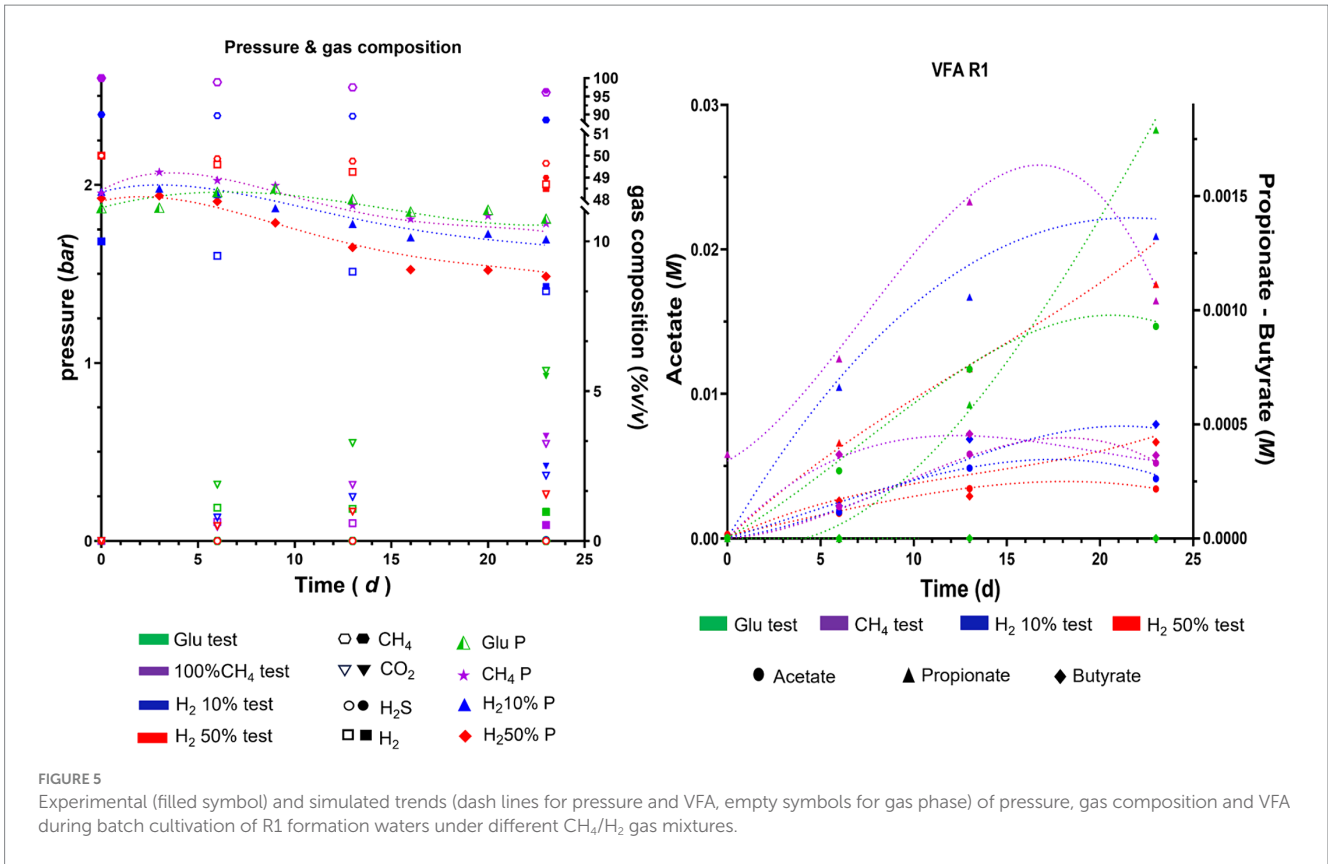 Pressure & gas composition
pressure (bar)
2
1
0
100
95
90
51
50
49
48
10
5
0
gas composition (%v/v)
0 5 10 15 20 25
Time ( d )
Glu test
100%CH₄ test
H₂ 10% test
H₂ 50% test
CH₄
CO₂
H₂S
H₂
Glu P
CH₄ P
H₂10% P
H₂50% P
VFA R1
Acetate (M)
0.03
0.02
0.01
0.00
0.0015
0.0010
0.0005
0.0000
Propionate - Butyrate (M)
0 5 10 15 20 25
Time (d)
Glu test CH₄ test H₂ 10% test H₂ 50% test
Acetate Propionate Butyrate
FIGURE 5
Experimental (filled symbol) and simulated trends (dash lines for pressure and VFA, empty symbols for gas phase) of pressure, gas composition and VFA
during batch cultivation of R1 formation waters under different CH₄/H₂ gas mixtures.